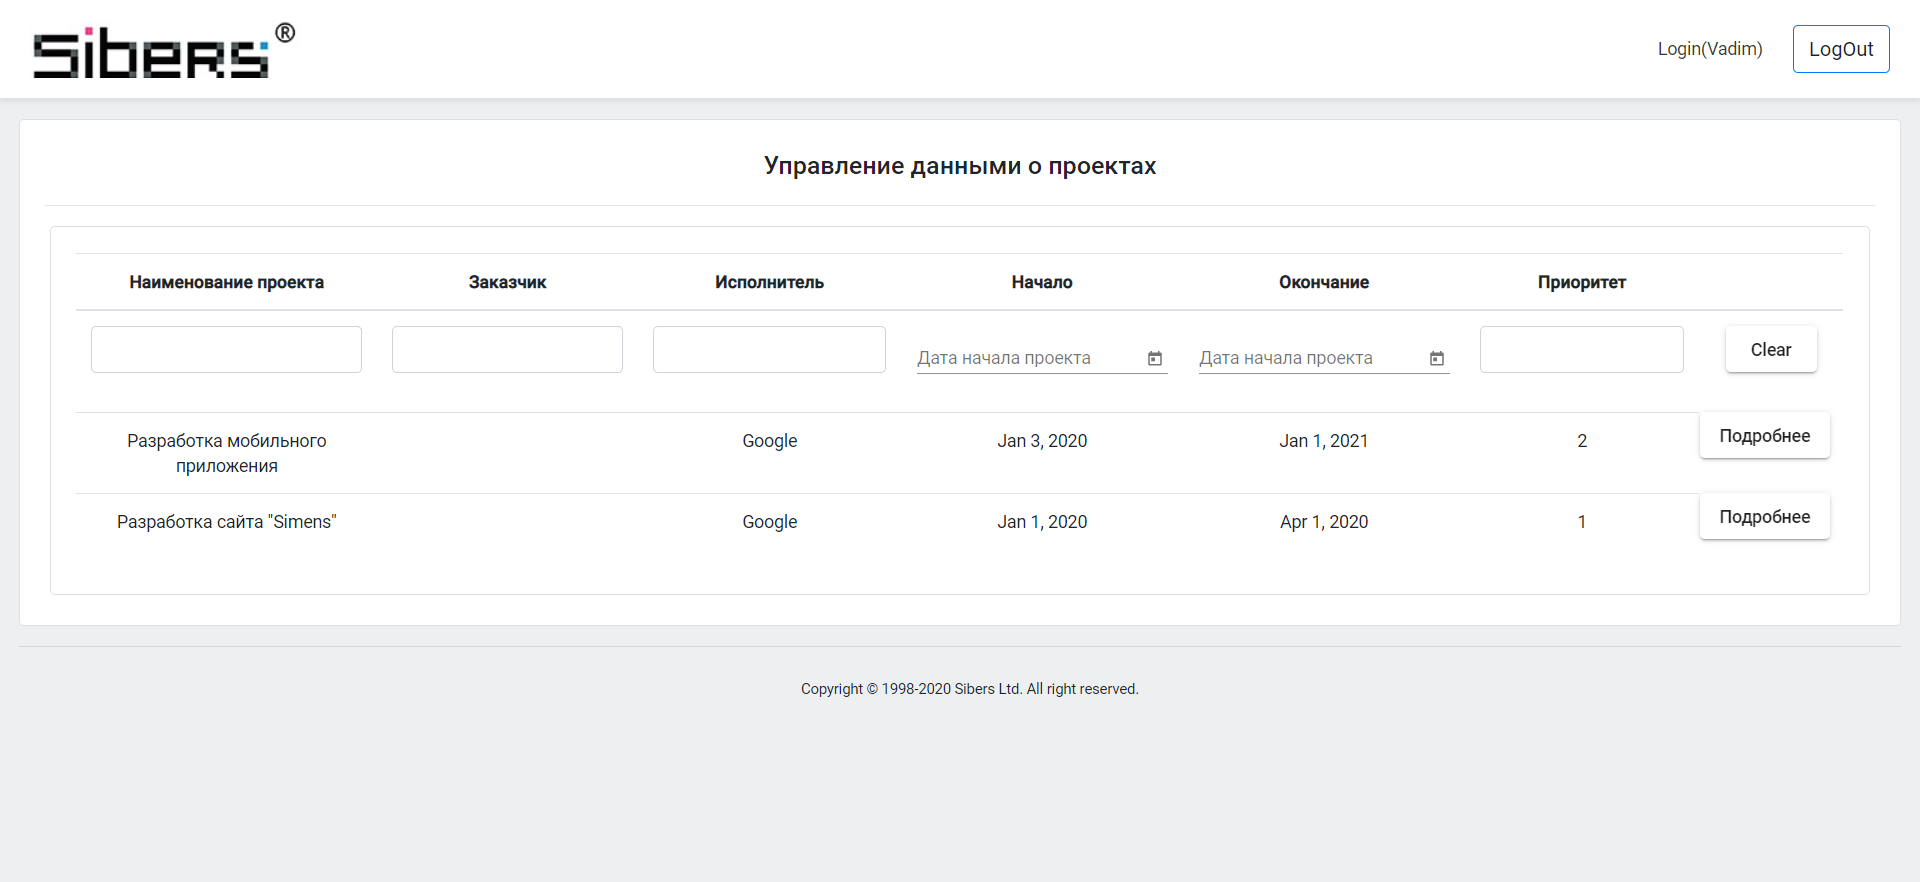 Sibers®
Login(Vadim)
LogOut
Управление данными о проектах
Наименование проекта Заказчик Исполнитель Начало Окончание Приоритет
Дата начала проекта Дата начала проекта Clear
Разработка мобильного приложения Google Jan 3, 2020 Jan 1, 2021 2 Подробнее
Разработка сайта "Simens" Google Jan 1, 2020 Apr 1, 2020 1 Подробнее
Copyright © 1998-2020 Sibers Ltd. All right reserved.